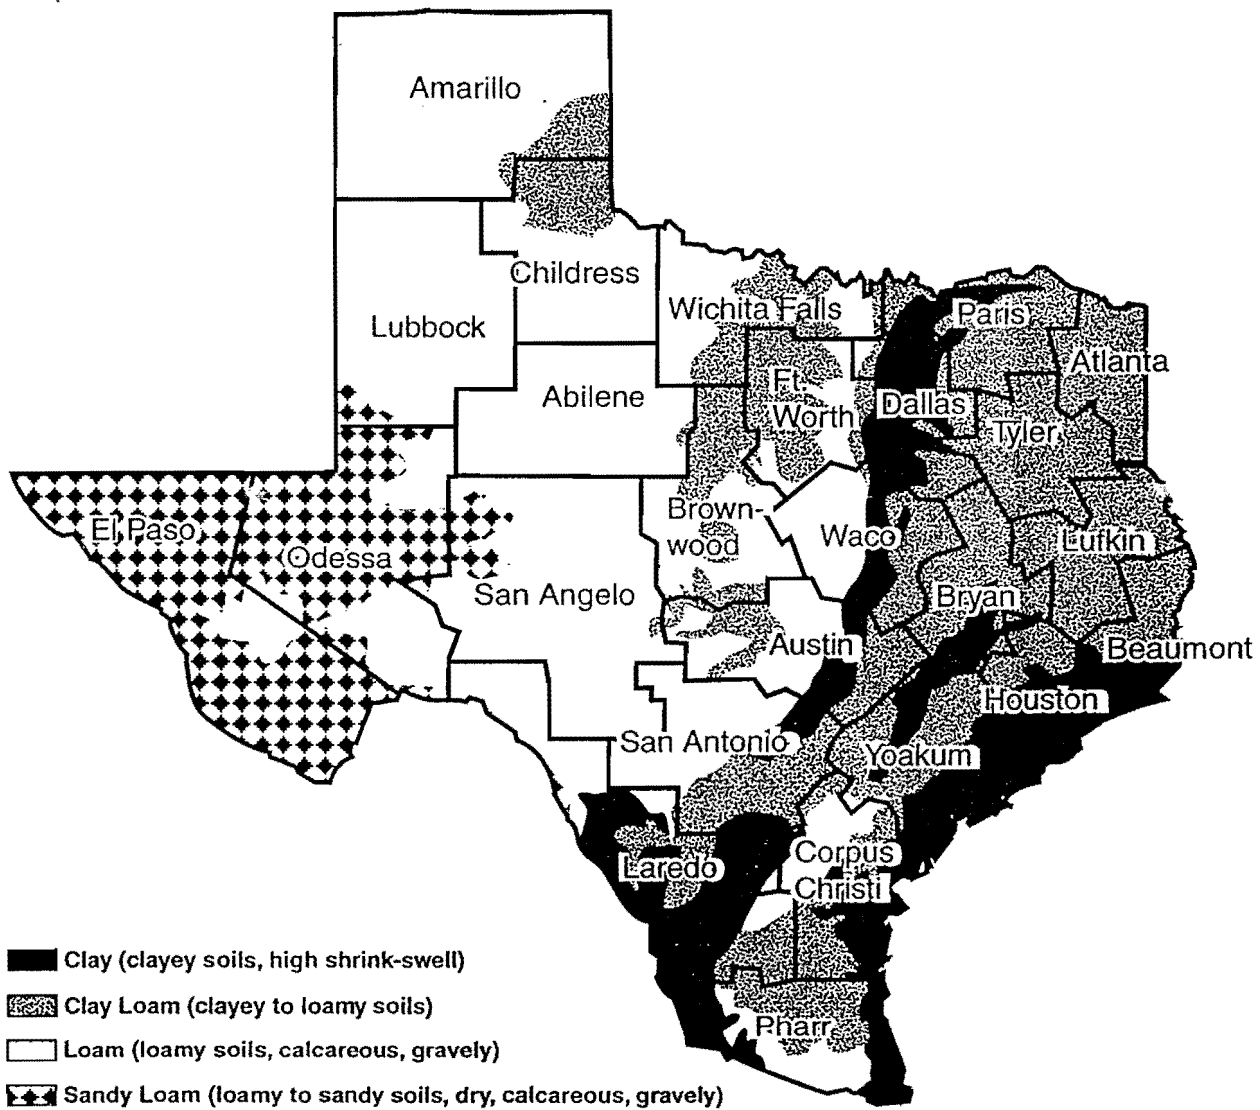 Amarillo
Childress
Lubbock
Wichita Falls
Paris
Atlanta
Abilene
Ft.
Worth
Dallas
Tyler
El Paso
Odessa
Brown-
wood
Waco
Lufkin
San Angelo
Bryan
Austin
Beaumont
Houston
San Antonio
Yoakum
Laredo
Corpus
Christi
Pharr
Clay (clayey soils, high shrink-swell)
Clay Loam (clayey to loamy soils)
Loam (loamy soils, calcareous, gravely)
Sandy Loam (loamy to sandy soils, dry, calcareous, gravely)